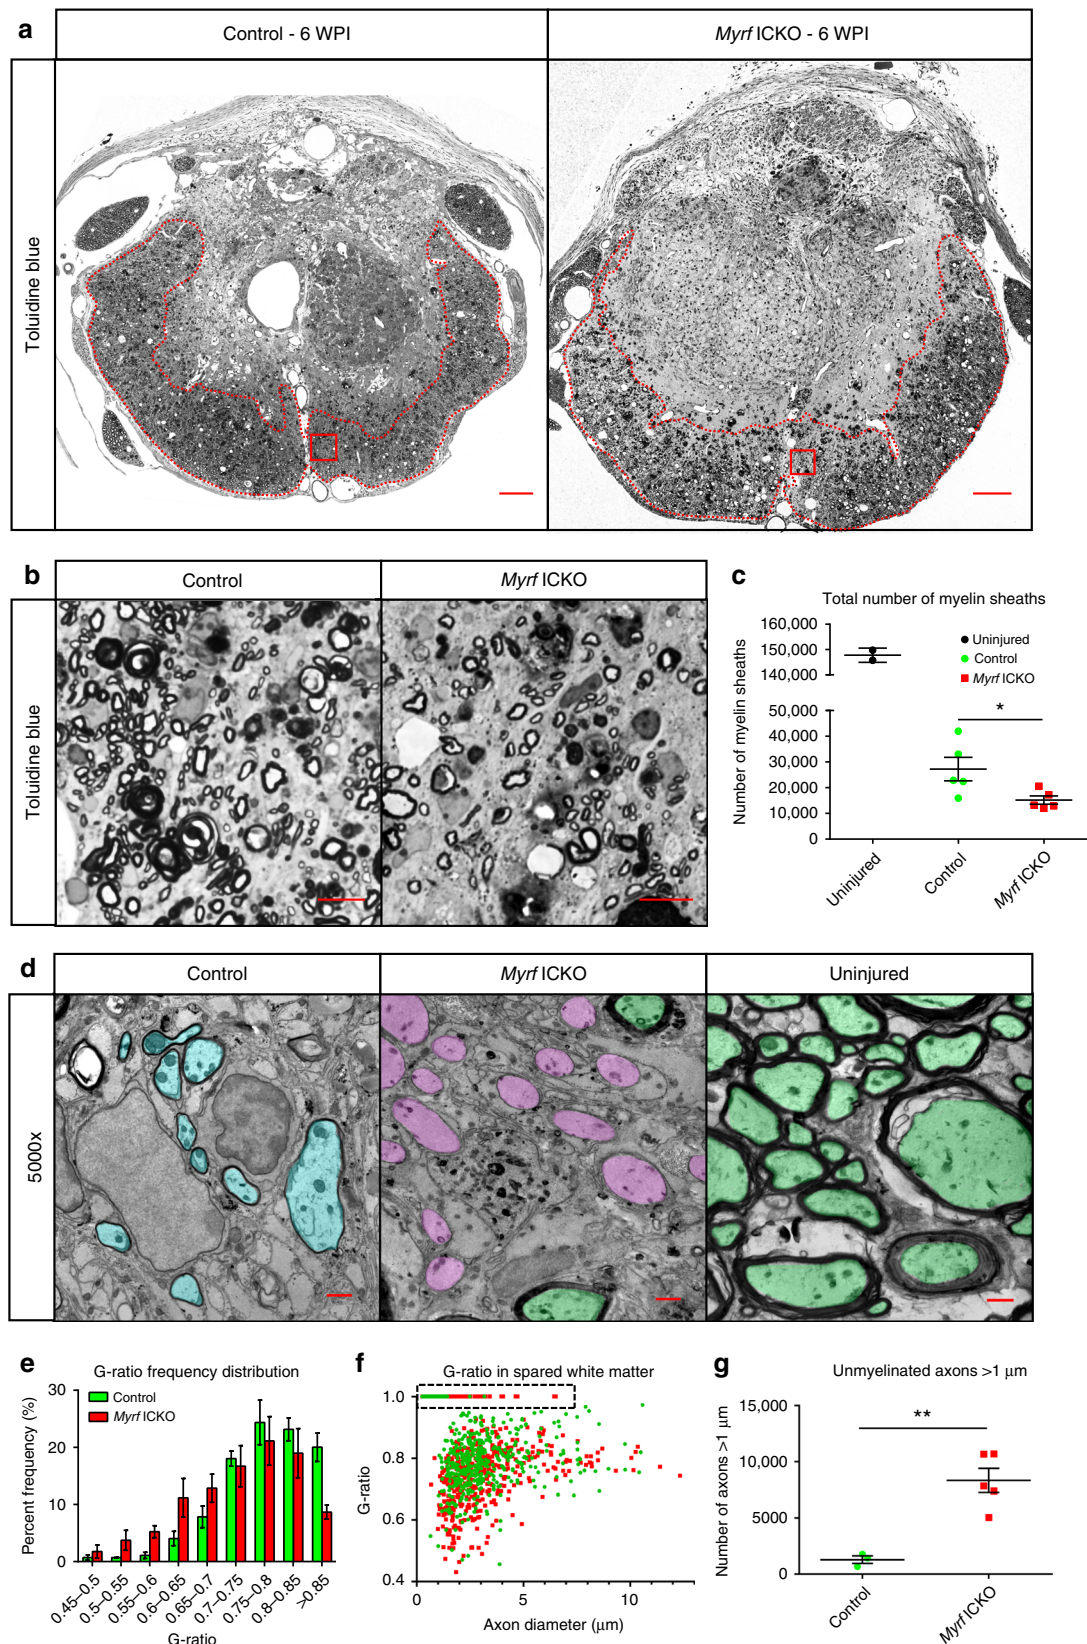 a
Control - 6 WPI
Myrf ICKO - 6 WPI
Toluidine blue
b
Control
Myrf ICKO
Toluidine blue
c
Total number of myelin sheaths
Number of myelin sheaths
160,000
150,000
140,000
50,000
40,000
30,000
20,000
10,000
0
Uninjured
Control
Myrf ICKO
*
Uninjured
Control
Myrf ICKO
d
Control
Myrf ICKO
Uninjured
5000x
e
G-ratio frequency distribution
Percent frequency (%)
30
20
10
0
Control
Myrf ICKO
0.45–0.5
0.5–0.55
0.55–0.6
0.6–0.65
0.65–0.7
0.7–0.75
0.75–0.8
0.8–0.85
>0.85
G-ratio
f
G-ratio in spared white matter
G-ratio
1.0
0.8
0.6
0.4
0
5
10
Axon diameter (μm)
g
Unmyelinated axons >1 μm
Number of axons >1 μm
15,000
10,000
5000
0
**
Control
Myrf ICKO